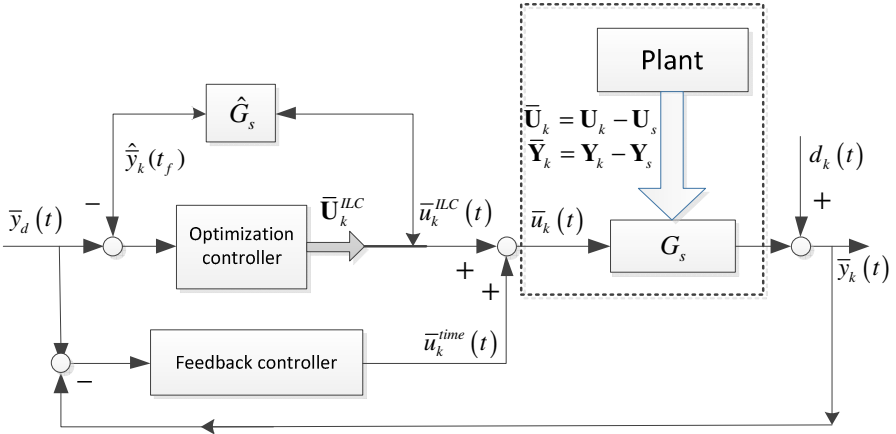 Plant
Ĝ_s
Ū_k = U_k − U_s
Ȳ_k = Y_k − Y_s
ŷ̄_k(t_f)
d_k(t)
−
+
ȳ_d(t)
Optimization
controller
Ū_k^{ILC}
ū_k^{ILC}(t)
ū_k(t)
G_s
ȳ_k(t)
+
+
Feedback controller
ū_k^{time}(t)
−